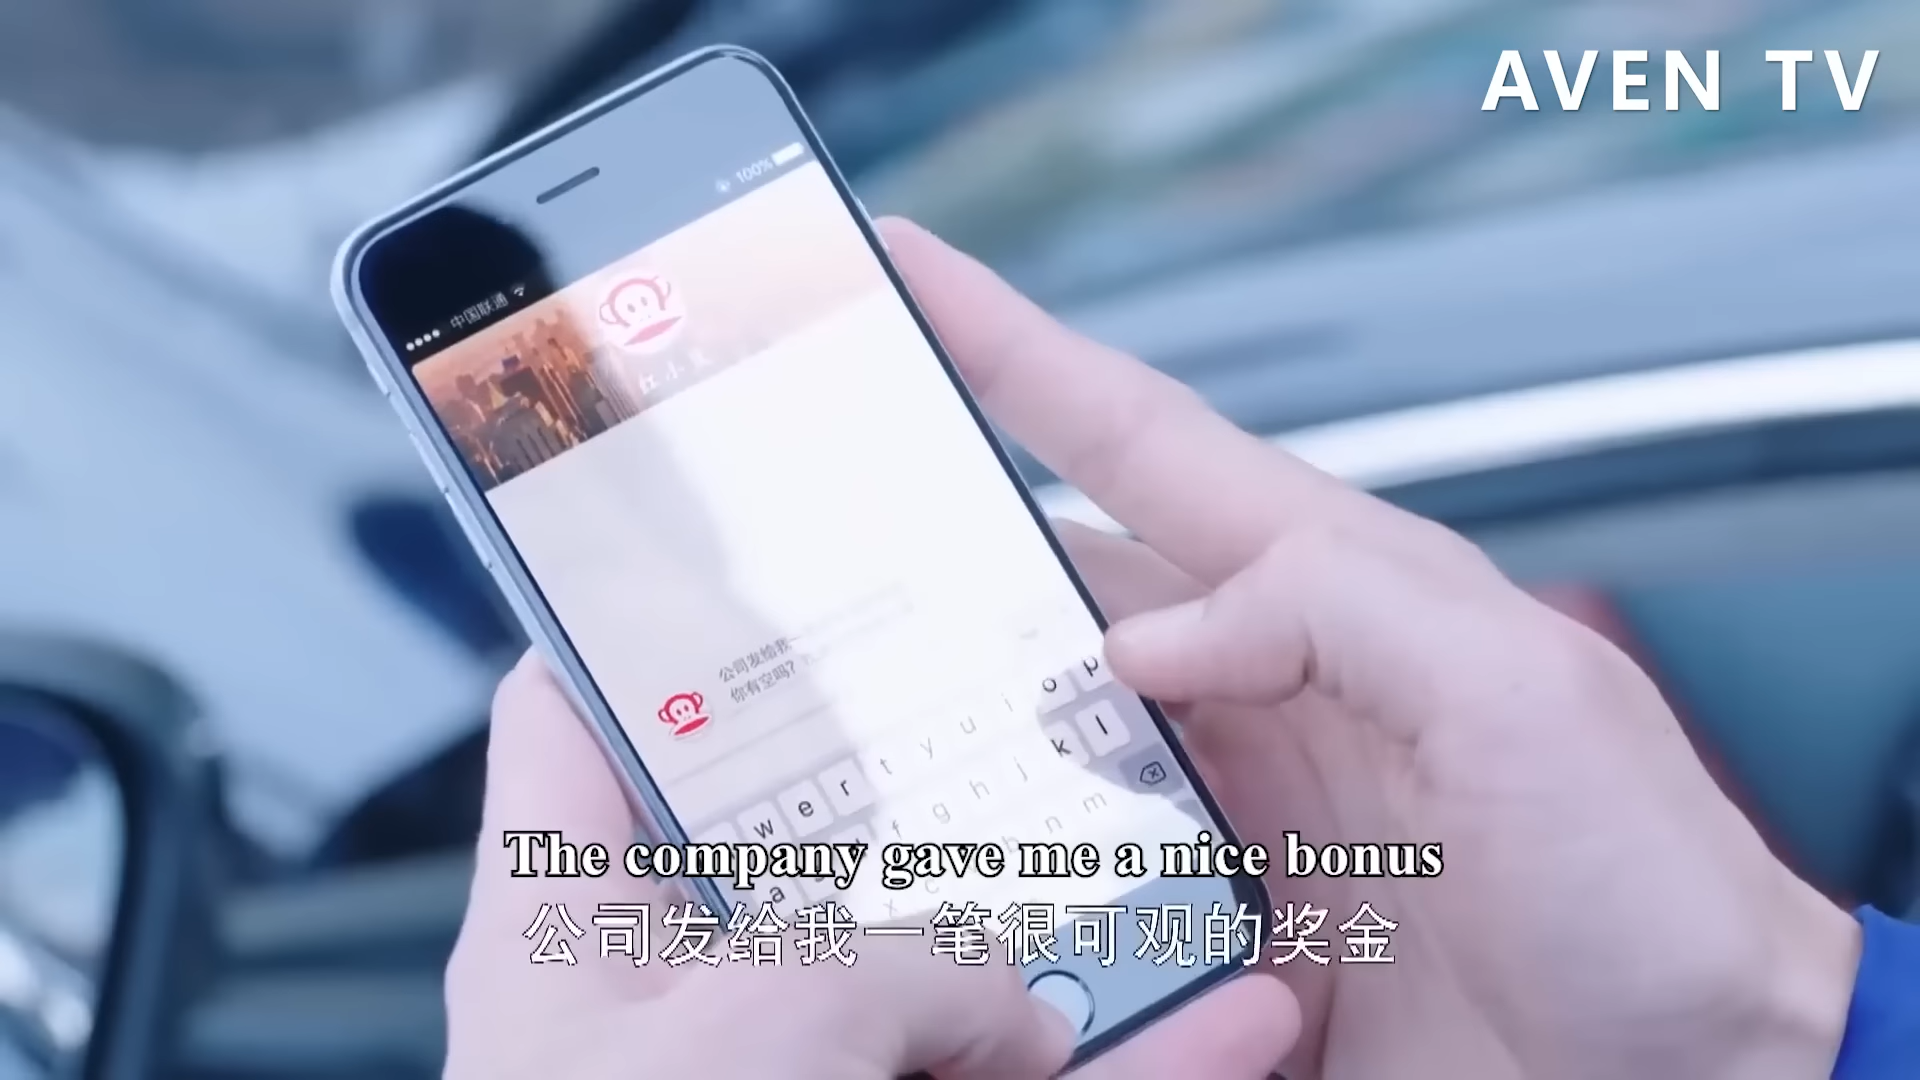 AVEN TV
100%
中国联通
公司发给我一
你有空吗?
o p
y u i
w e r t
k l
f g h j
a
n m
The company gave me a nice bonus
公司发给我一笔很可观的奖金